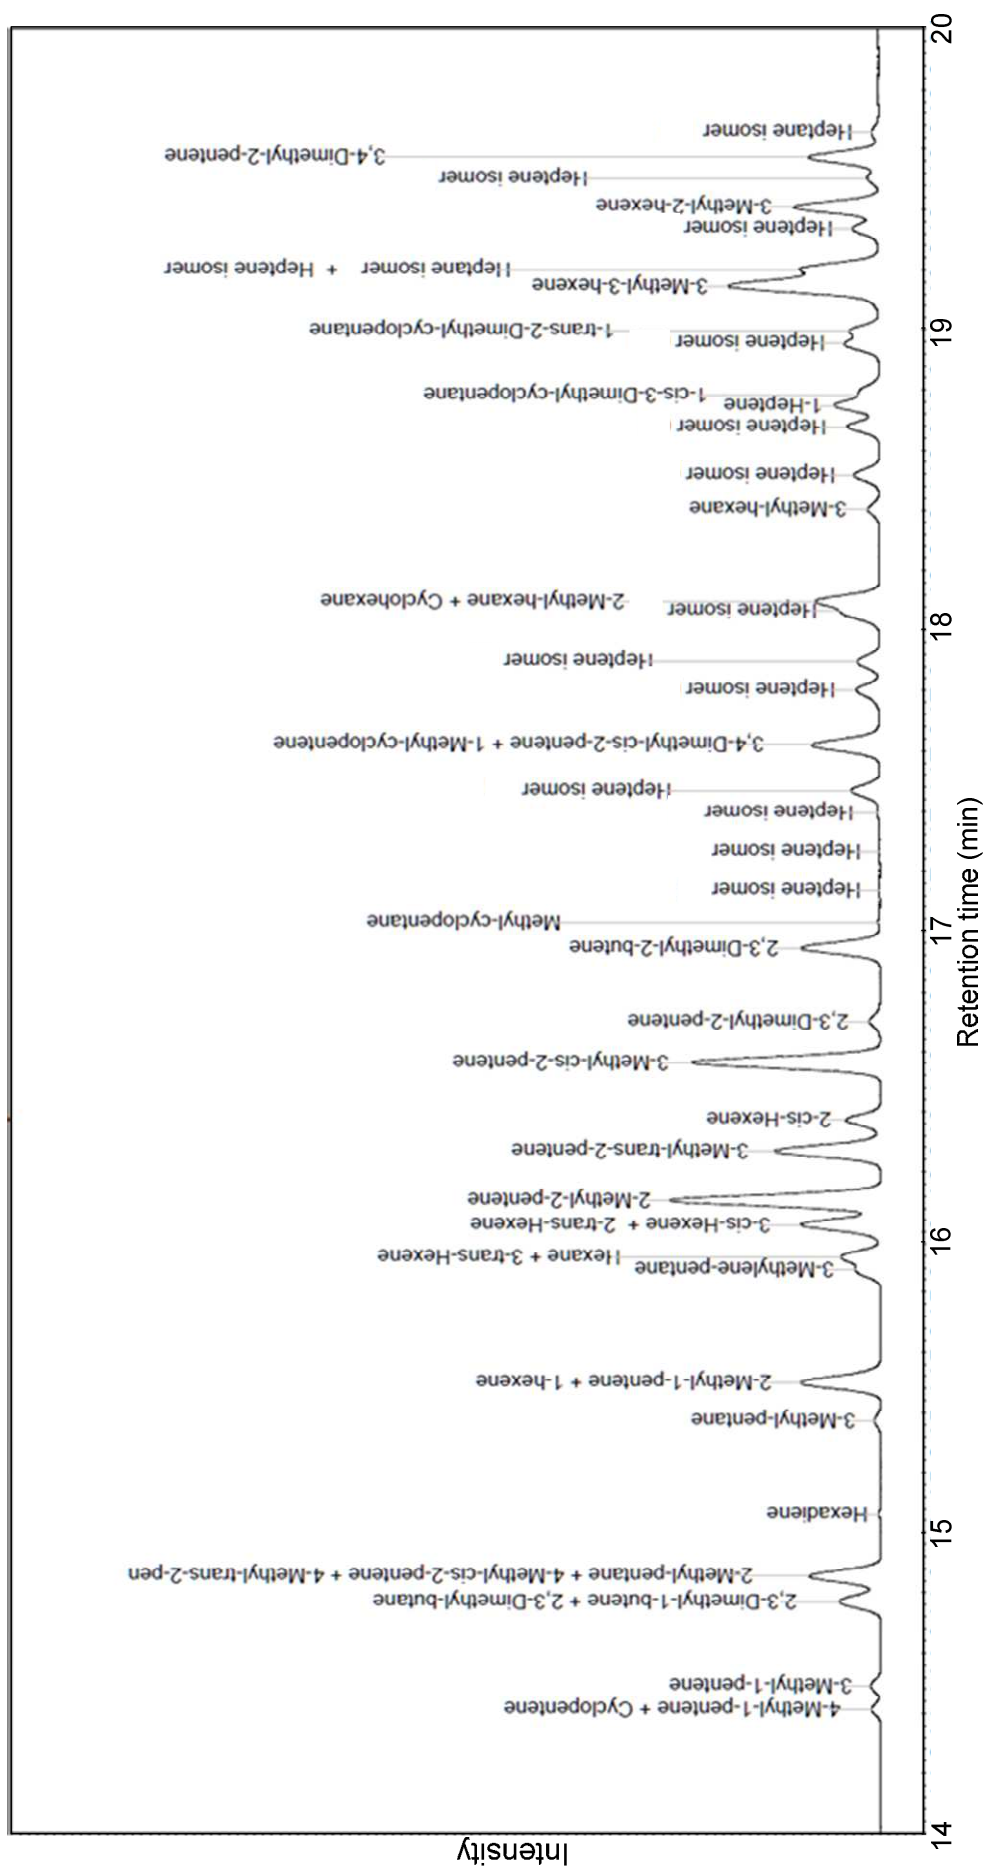 Intensity
4-Methyl-1-pentene + Cyclopentene
3-Methyl-1-pentene
2,3-Dimethyl-1-butene + 2,3-Dimethyl-butane
2-Methyl-pentane + 4-Methyl-cis-2-pentene + 4-Methyl-trans-2-pen
Hexadiene
3-Methyl-pentane
2-Methyl-1-pentene + 1-hexene
3-Methylene-pentane
Hexane + 3-trans-Hexene
3-cis-Hexene + 2-trans-Hexene
2-Methyl-2-pentene
3-Methyl-trans-2-pentene
2-cis-Hexene
3-Methyl-cis-2-pentene
2,3-Dimethyl-2-pentene
2,3-Dimethyl-2-butene
Methyl-cyclopentane
Heptene isomer
Heptene isomer
Heptene isomer
Heptene isomer
3,4-Dimethyl-cis-2-pentene + 1-Methyl-cyclopentene
Heptene isomer
Heptene isomer
Heptene isomer
2-Methyl-hexane + Cyclohexane
3-Methyl-hexane
Heptene isomer
Heptene isomer
1-Heptene
1-cis-3-Dimethyl-cyclopentane
Heptene isomer
1-trans-2-Dimethyl-cyclopentane
3-Methyl-3-hexene
Heptane isomer + Heptene isomer
Heptene isomer
3-Methyl-2-hexene
Heptene isomer
3,4-Dimethyl-2-pentene
Heptane isomer
14 15 16 17 18 19 20
Retention time (min)